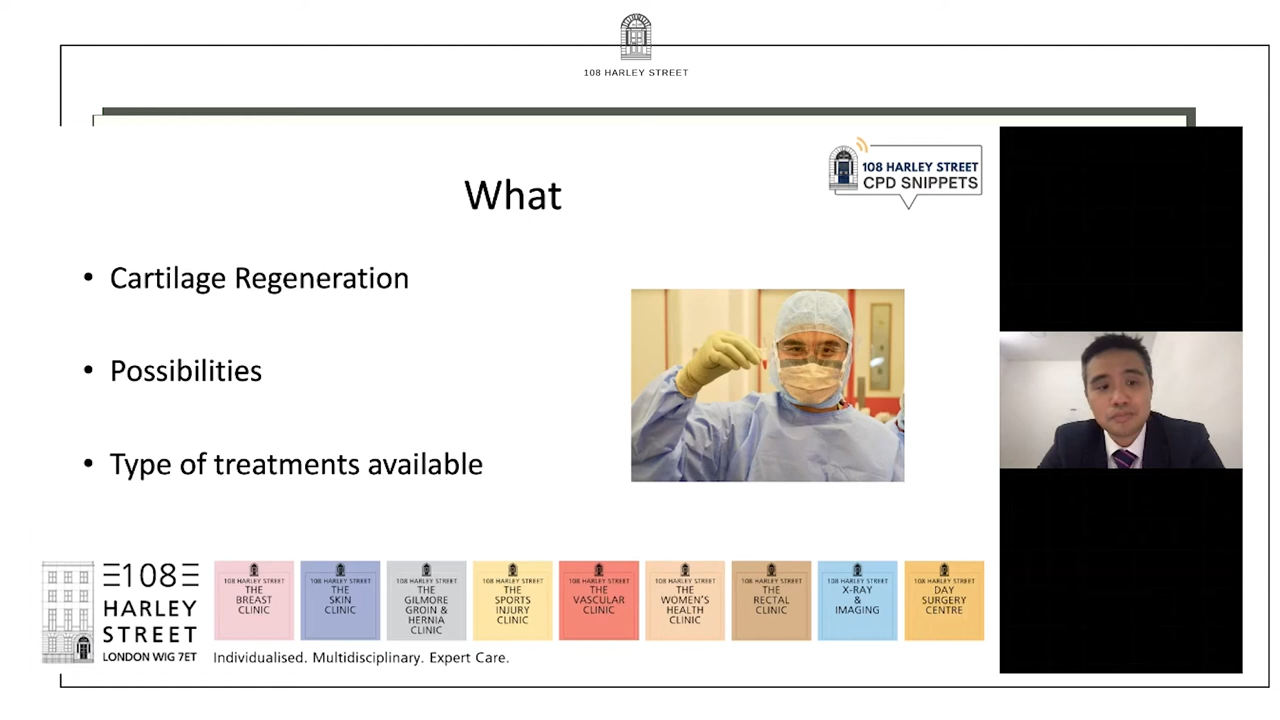 108 HARLEY STREET
108 HARLEY STREET
CPD SNIPPETS
What
• Cartilage Regeneration
• Possibilities
• Type of treatments available
108
HARLEY
STREET
LONDON W1G 7ET
108 HARLEY STREET
THE
BREAST
CLINIC
108 HARLEY STREET
THE
SKIN
CLINIC
108 HARLEY STREET
THE
GILMORE
GROIN &
HERNIA
CLINIC
108 HARLEY STREET
THE
SPORTS
INJURY
CLINIC
108 HARLEY STREET
THE
VASCULAR
CLINIC
108 HARLEY STREET
THE
WOMEN'S
HEALTH
CLINIC
108 HARLEY STREET
THE
RECTAL
CLINIC
108 HARLEY STREET
X-RAY
&
IMAGING
108 HARLEY STREET
DAY
SURGERY
CENTRE
Individualised. Multidisciplinary. Expert Care.